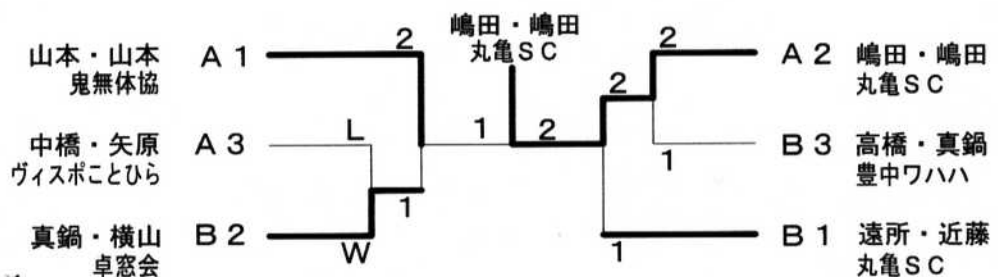 嶋田・嶋田
丸亀ＳＣ
山本・山本 Ａ１ 2
鬼無体協
中橋・矢原 Ａ３ L
ヴィスポことひら
真鍋・横山 Ｂ２ W 1
卓窓会
1 2
2 Ａ２ 嶋田・嶋田
丸亀ＳＣ
2
1 Ｂ３ 高橋・真鍋
豊中ワハハ
1 Ｂ１ 遠所・近藤
丸亀ＳＣ